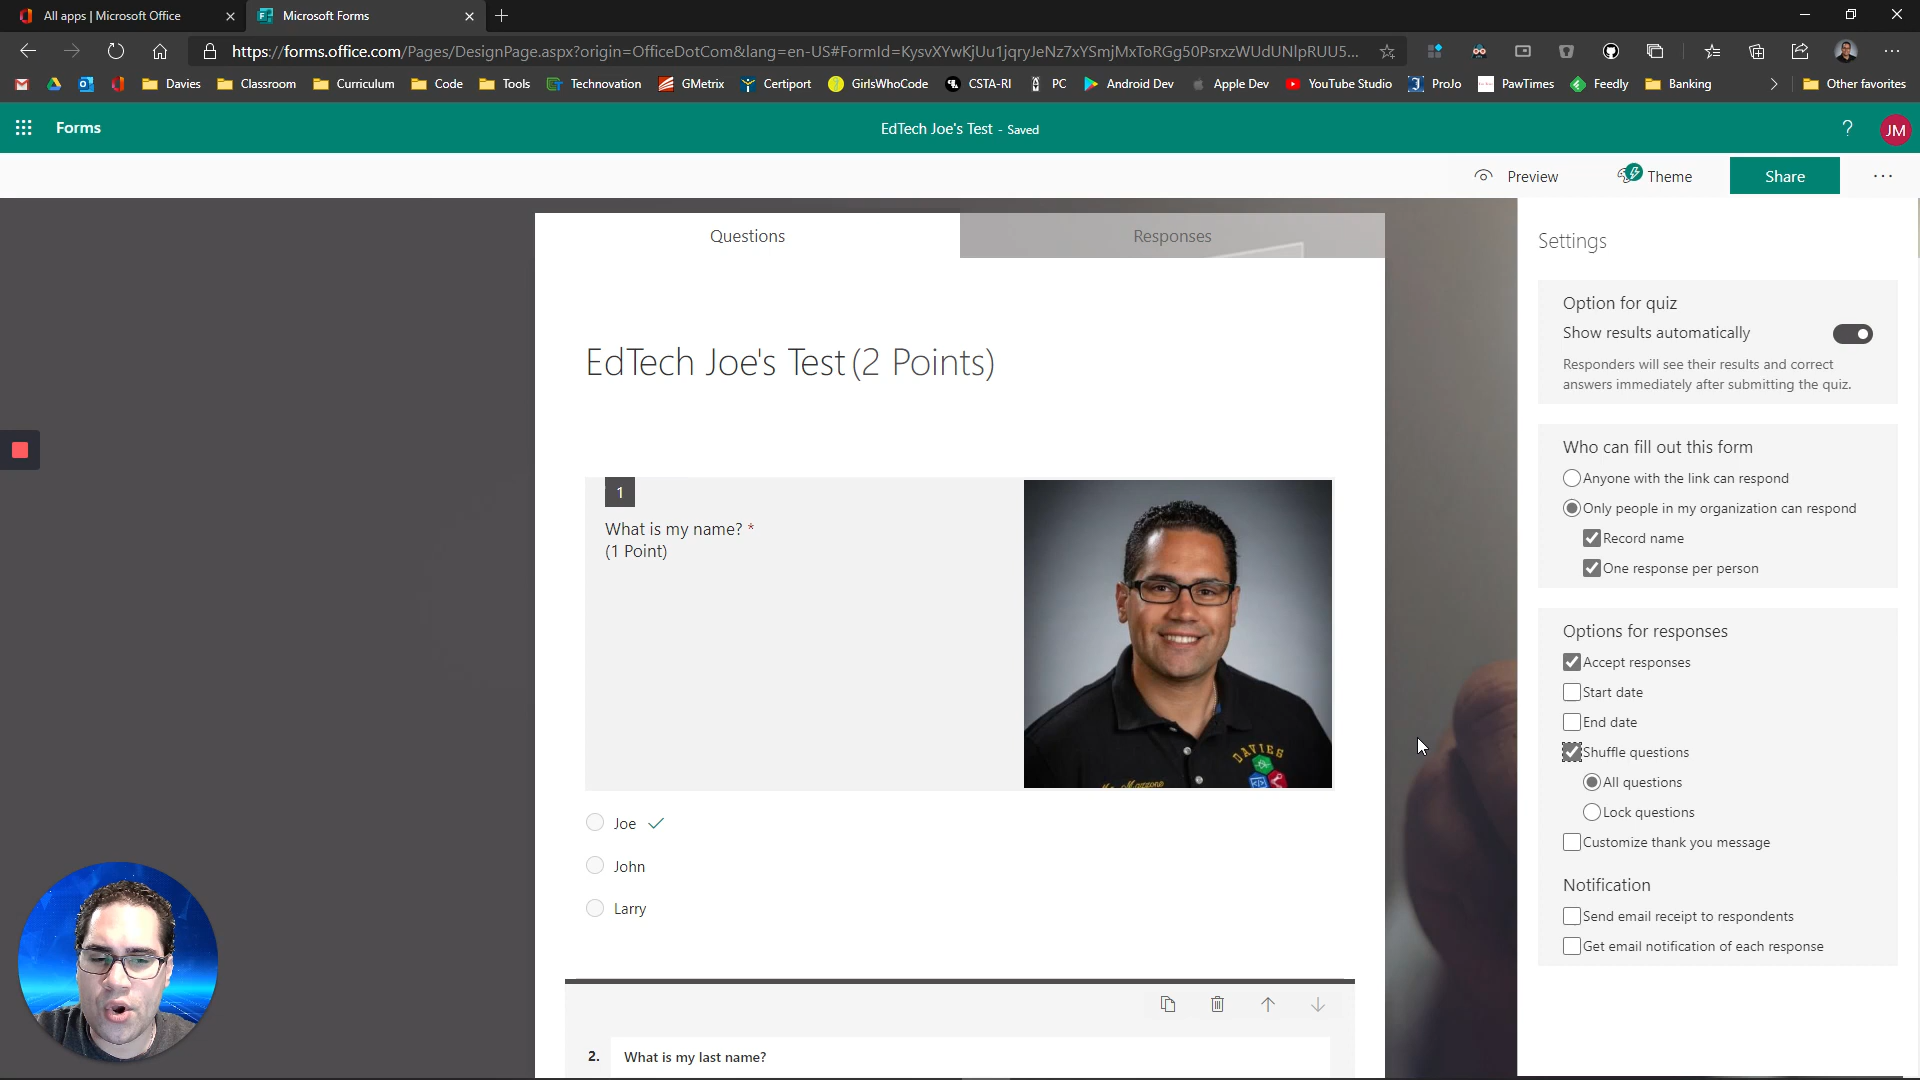 All apps | Microsoft Office
Microsoft Forms
https://forms.office.com/Pages/DesignPage.aspx?origin=OfficeDotCom&lang=en-US#FormId=KysvXYwKjUu1jqryJeNz7xYSmjMxToRGg50PsrxzWUdUNlpRUU5...
Davies
Classroom
Curriculum
Code
Tools
Technovation
GMetrix
Certiport
GirlsWhoCode
CSTA-RI
PC
Android Dev
Apple Dev
YouTube Studio
ProJo
PawTimes
Feedly
Banking
Other favorites
Forms
EdTech Joe's Test - Saved
?
JM
Preview
Theme
Share
...
Questions
Responses
EdTech Joe's Test (2 Points)
1
What is my name? *
(1 Point)
DAVIES
Joe
John
Larry
2. What is my last name?
Settings
Option for quiz
Show results automatically
Responders will see their results and correct
answers immediately after submitting the quiz.
Who can fill out this form
Anyone with the link can respond
Only people in my organization can respond
Record name
One response per person
Options for responses
Accept responses
Start date
End date
Shuffle questions
All questions
Lock questions
Customize thank you message
Notification
Send email receipt to respondents
Get email notification of each response